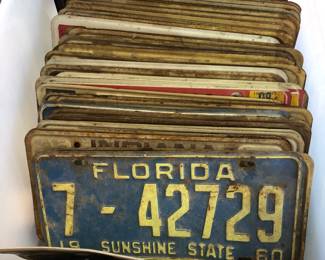 INDIANA
FLORIDA
7-42729
19 SUNSHINE STATE 60